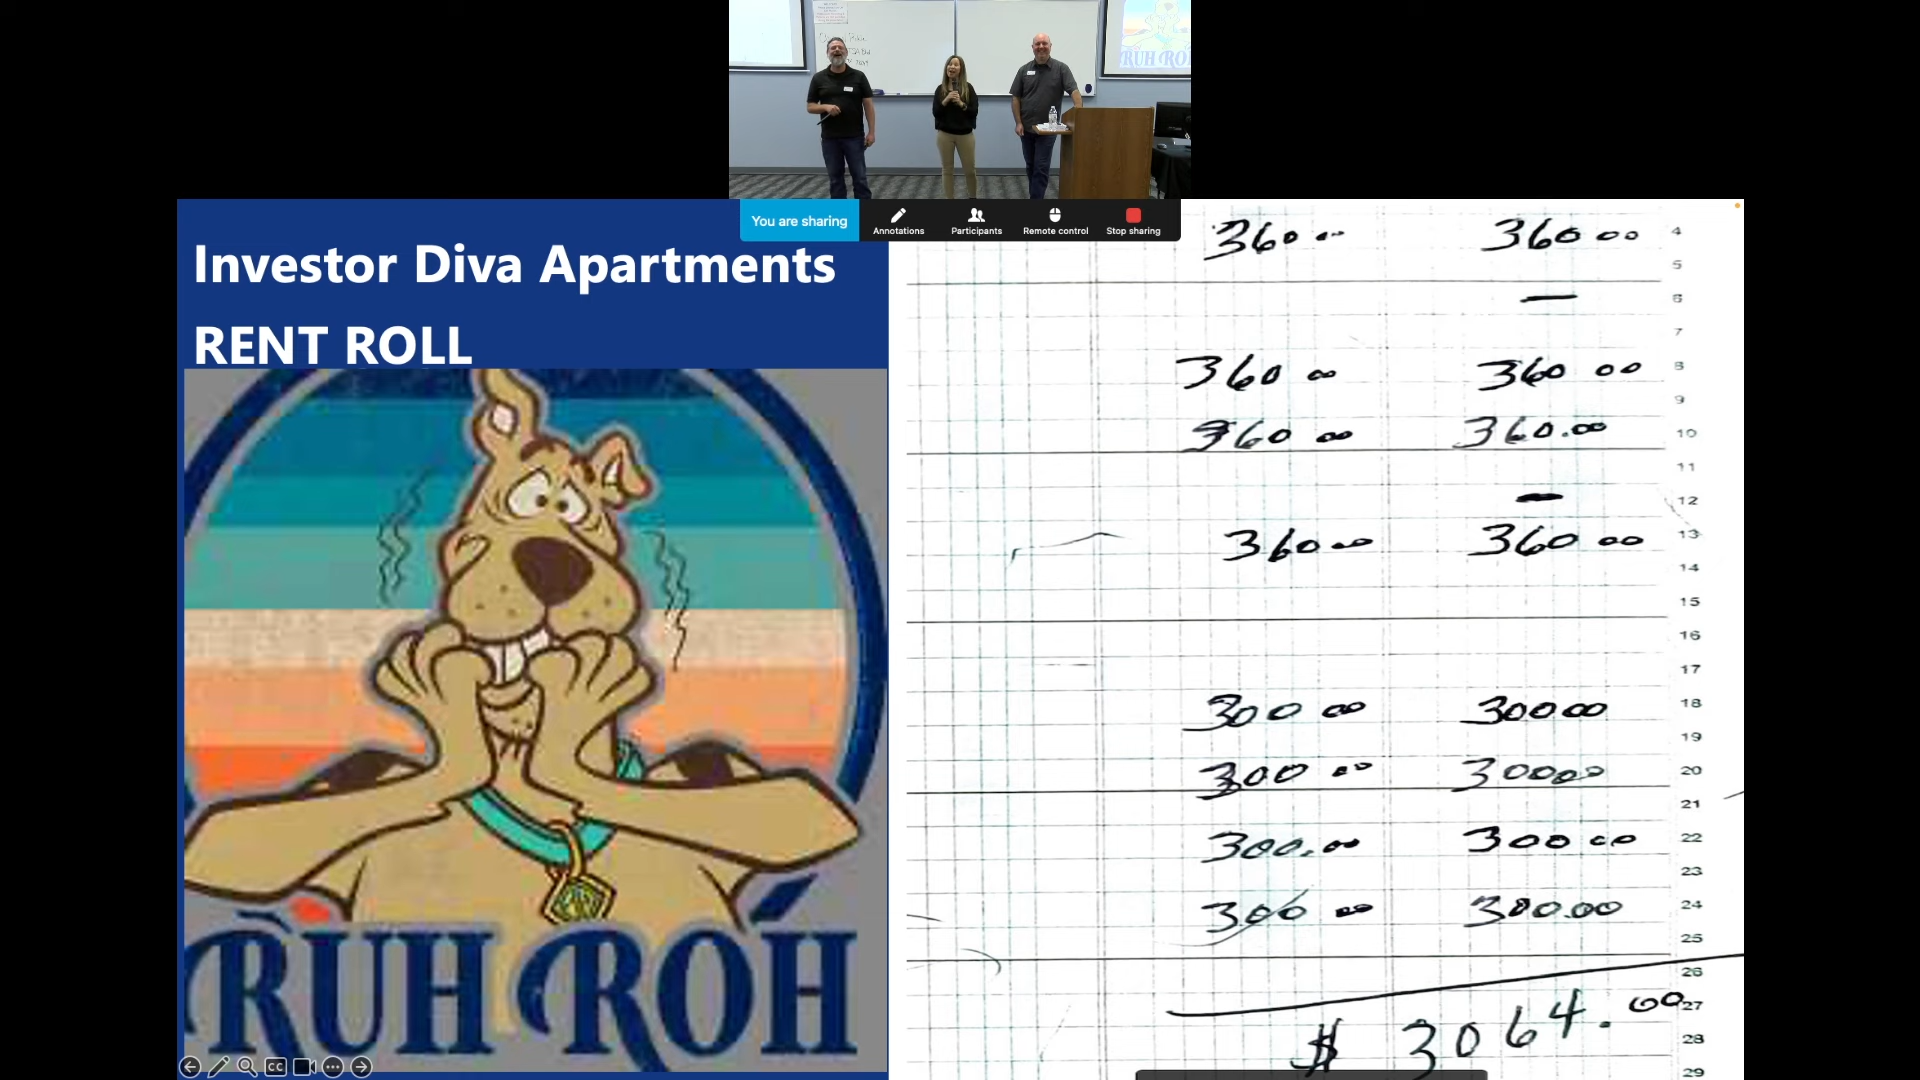 RUH ROH
You are sharing
Annotations
Participants
Remote control
Stop sharing
Investor Diva Apartments
RENT ROLL
RUH ROH
CC
360 00 360 00 4
5
— 6
7
360 00 360 00 8
9
360 00 360.00 10
11
— 12
360 00 360 00 13
14
15
16
17
300 00 300 00 18
19
300 00 300 00 20
21
300.00 300 00 22
23
300 00 300.00 24
25
26
27
$ 3064.00
28
29